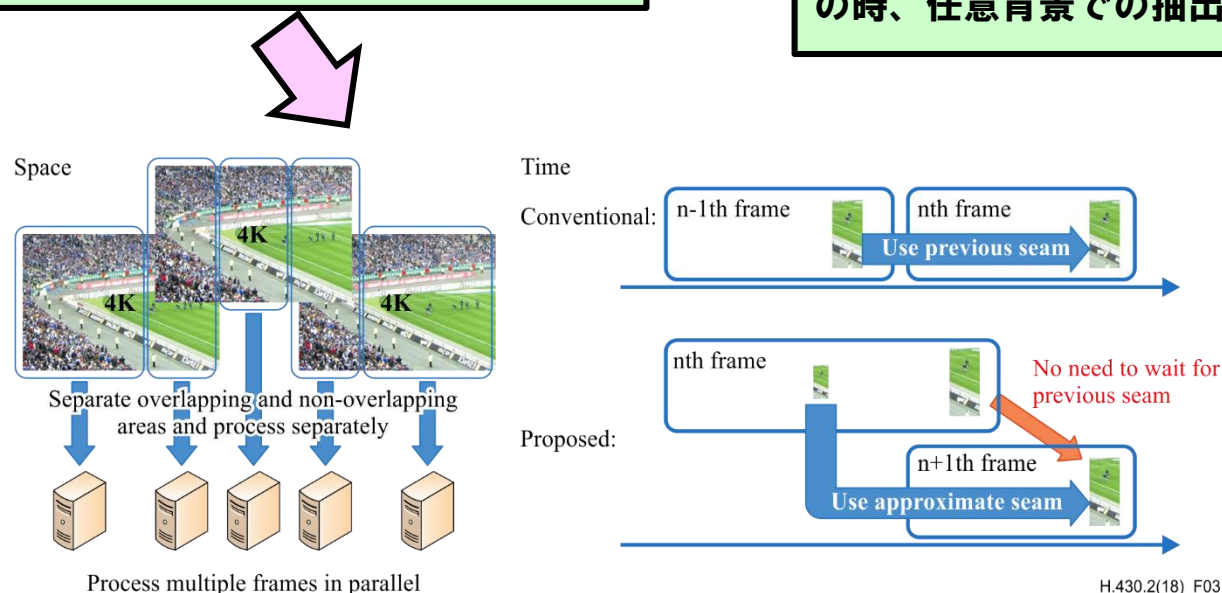 の時、任意背景での抽出
Space
4K
4K
4K
Separate overlapping and non-overlapping
areas and process separately
Process multiple frames in parallel
Time
Conventional:
n-1th frame
nth frame
Use previous seam
nth frame
No need to wait for
previous seam
Proposed:
n+1th frame
Use approximate seam
H.430.2(18)_F03